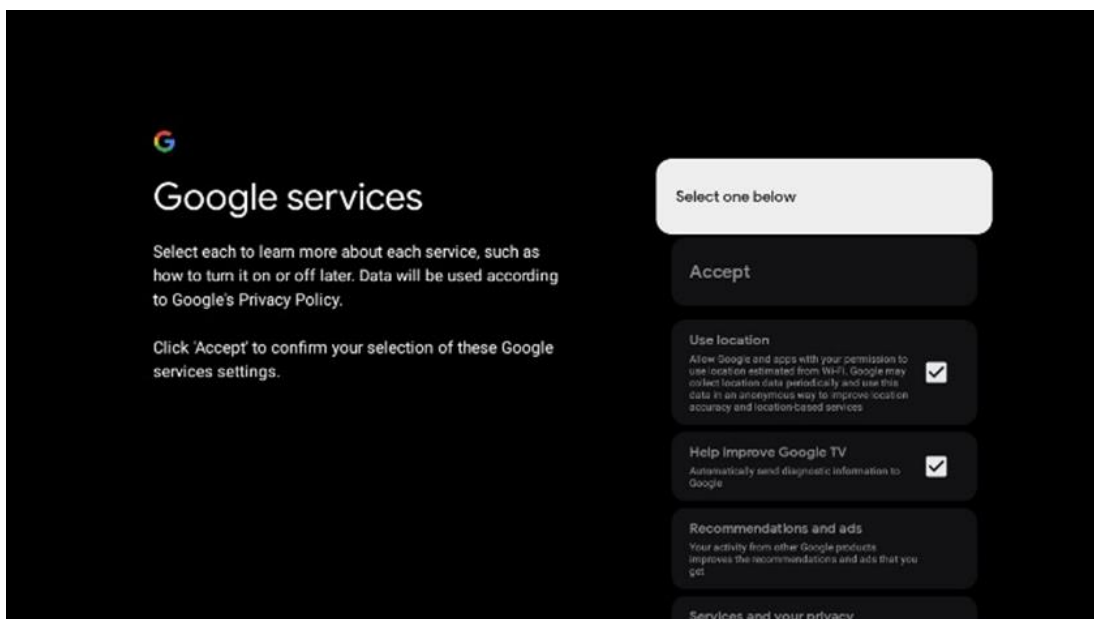 Google services
Select each to learn more about each service, such as
how to turn it on or off later. Data will be used according
to Google's Privacy Policy.
Click 'Accept' to confirm your selection of these Google
services settings.
Select one below
Accept
Use location
Allow Google and apps with your permission to
use location estimated from Wi-Fi. Google may
collect location data periodically and use this
data in an anonymous way to improve location
accuracy and location-based services
Help improve Google TV
Automatically send diagnostic information to
Google
Recommendations and ads
Your activity from other Google products
improves the recommendations and ads that you
get
Services and your privacy